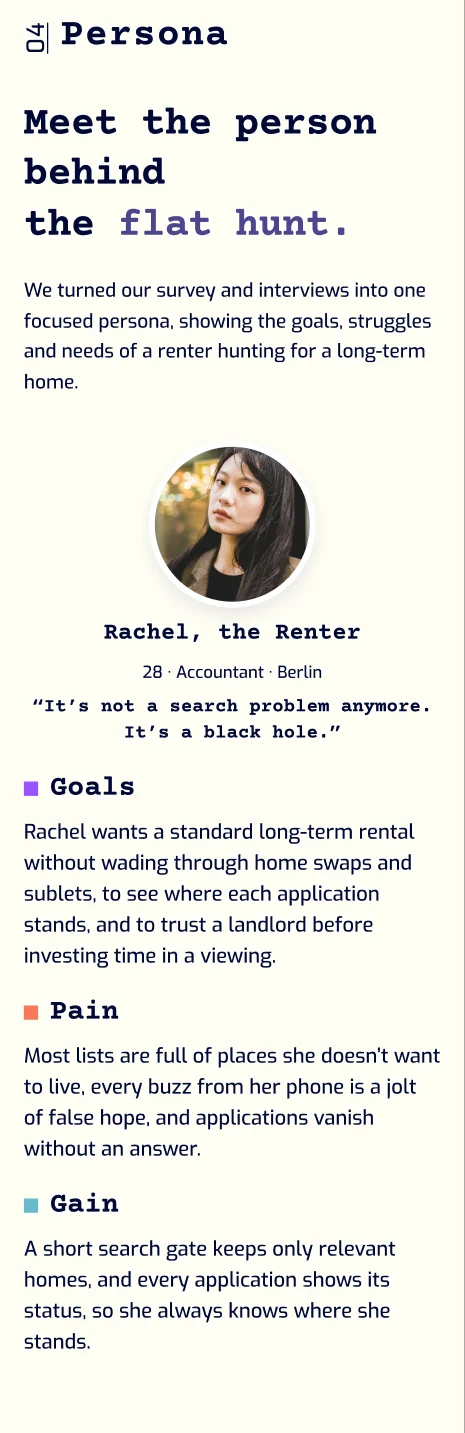 04 Persona
Meet the person
behind
the flat hunt.
We turned our survey and interviews into one
focused persona, showing the goals, struggles
and needs of a renter hunting for a long-term
home.
Rachel, the Renter
28 · Accountant · Berlin
“It’s not a search problem anymore.
It’s a black hole.”
Goals
Rachel wants a standard long-term rental
without wading through home swaps and
sublets, to see where each application
stands, and to trust a landlord before
investing time in a viewing.
Pain
Most lists are full of places she doesn’t want
to live, every buzz from her phone is a jolt
of false hope, and applications vanish
without an answer.
Gain
A short search gate keeps only relevant
homes, and every application shows its
status, so she always knows where she
stands.